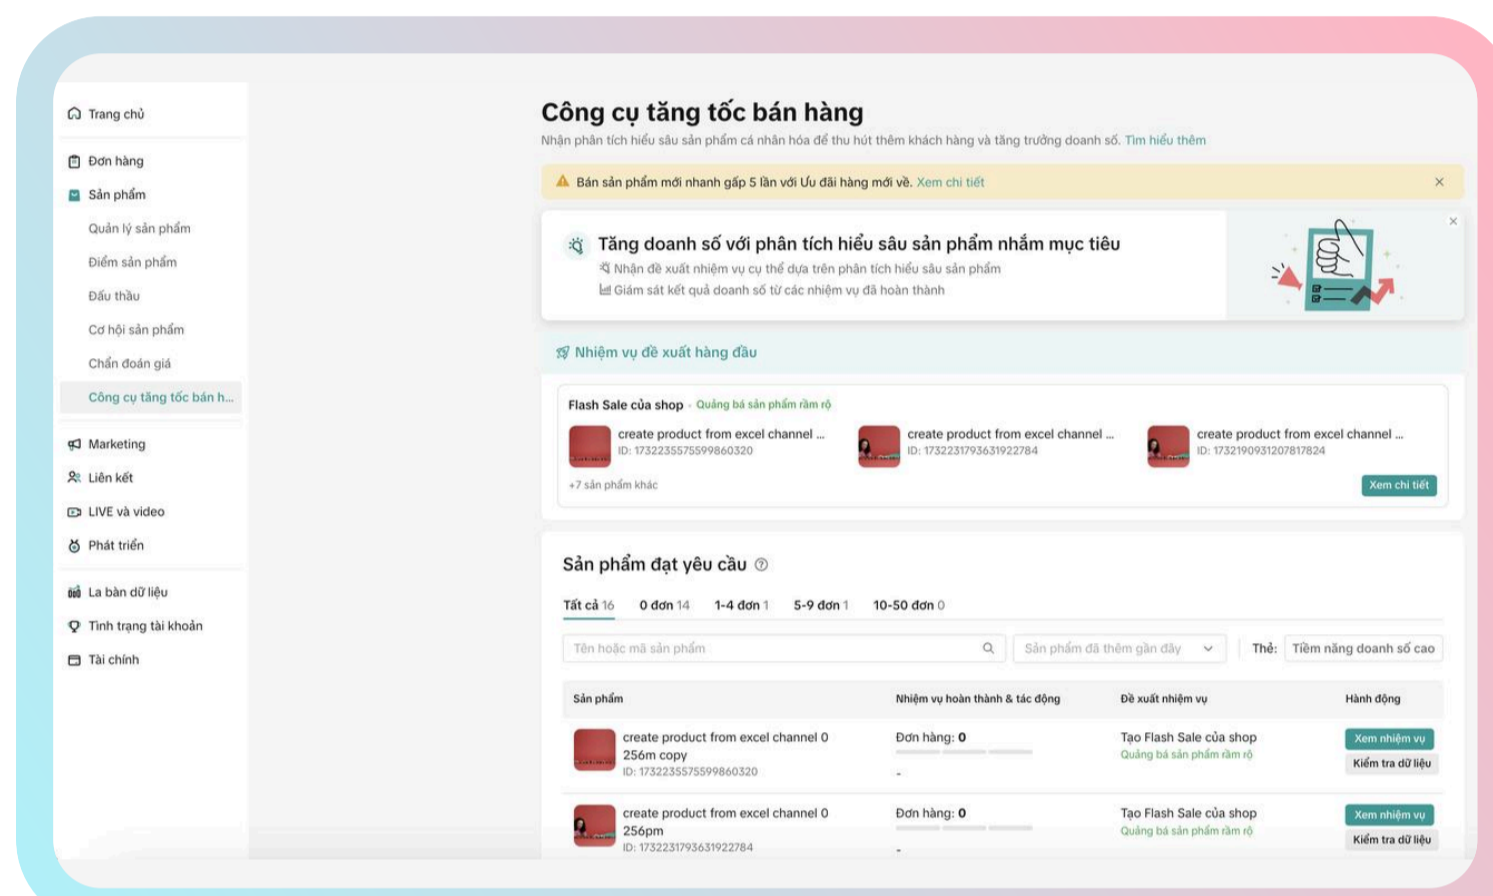 Trang chủ
Đơn hàng
Sản phẩm
Quản lý sản phẩm
Điểm sản phẩm
Đấu thầu
Cơ hội sản phẩm
Chẩn đoán giá
Công cụ tăng tốc bán h...
Marketing
Liên kết
LIVE và video
Phát triển
La bàn dữ liệu
Tình trạng tài khoản
Tài chính
Công cụ tăng tốc bán hàng
Nhận phân tích hiểu sâu sản phẩm cá nhân hóa để thu hút thêm khách hàng và tăng trưởng doanh số. Tìm hiểu thêm
Bán sản phẩm mới nhanh gấp 5 lần với Ưu đãi hàng mới về. Xem chi tiết
Tăng doanh số với phân tích hiểu sâu sản phẩm nhắm mục tiêu
Nhận đề xuất nhiệm vụ cụ thể dựa trên phân tích hiểu sâu sản phẩm
Giám sát kết quả doanh số từ các nhiệm vụ đã hoàn thành
Nhiệm vụ đề xuất hàng đầu
Flash Sale của shop · Quảng bá sản phẩm rầm rộ
create product from excel channel ...
ID: 1732235575599860320
create product from excel channel ...
ID: 1732231793631922784
create product from excel channel ...
ID: 1732190931207817824
+7 sản phẩm khác
Xem chi tiết
Sản phẩm đạt yêu cầu
Tất cả 16 0 đơn 14 1-4 đơn 1 5-9 đơn 1 10-50 đơn 0
Tên hoặc mã sản phẩm
Sản phẩm đã thêm gần đây
Thẻ: Tiềm năng doanh số cao
Sản phẩm Nhiệm vụ hoàn thành & tác động Đề xuất nhiệm vụ Hành động
create product from excel channel 0
256m copy
ID: 1732235575599860320
Đơn hàng: 0
-
Tạo Flash Sale của shop
Quảng bá sản phẩm rầm rộ
Xem nhiệm vụ
Kiểm tra dữ liệu
create product from excel channel 0
256pm
ID: 1732231793631922784
Đơn hàng: 0
-
Tạo Flash Sale của shop
Quảng bá sản phẩm rầm rộ
Xem nhiệm vụ
Kiểm tra dữ liệu